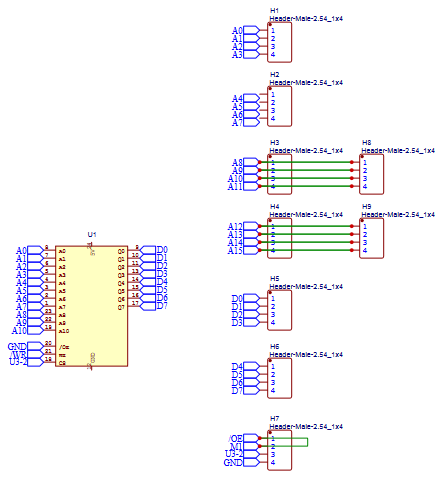 H1
Header-Male-2.54_1x4
A0 1
A1 2
A2 3
A3 4
H2
Header-Male-2.54_1x4
A4 1
A5 2
A6 3
A7 4
H3
Header-Male-2.54_1x4
A8 1
A9 2
A10 3
A11 4
H8
Header-Male-2.54_1x4
1
2
3
4
H4
Header-Male-2.54_1x4
A12 1
A13 2
A14 3
A15 4
H9
Header-Male-2.54_1x4
1
2
3
4
U1
A0 8 a0 Q0 9 D0
A1 7 a1 Q1 10 D1
A2 6 a2 Q2 11 D2
A3 5 a3 Q3 13 D3
A4 4 a4 Q4 14 D4
A5 3 a5 Q5 15 D5
A6 2 a6 Q6 16 D6
A7 1 a7 Q7 17 D7
A8 23 a8
A9 22 a9
A10 19 a10
GND 20 /Oe
/WR 21 we
U3-2 18 CS
GND
H5
Header-Male-2.54_1x4
D0 1
D1 2
D2 3
D3 4
H6
Header-Male-2.54_1x4
D4 1
D5 2
D6 3
D7 4
H7
Header-Male-2.54_1x4
/OE 1
M1 2
U3-2 3
GND 4